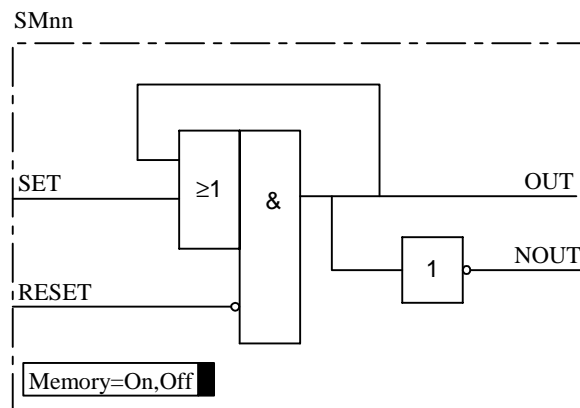 SMnn
SET
≥1
&
OUT
1
NOUT
RESET
Memory=On,Off